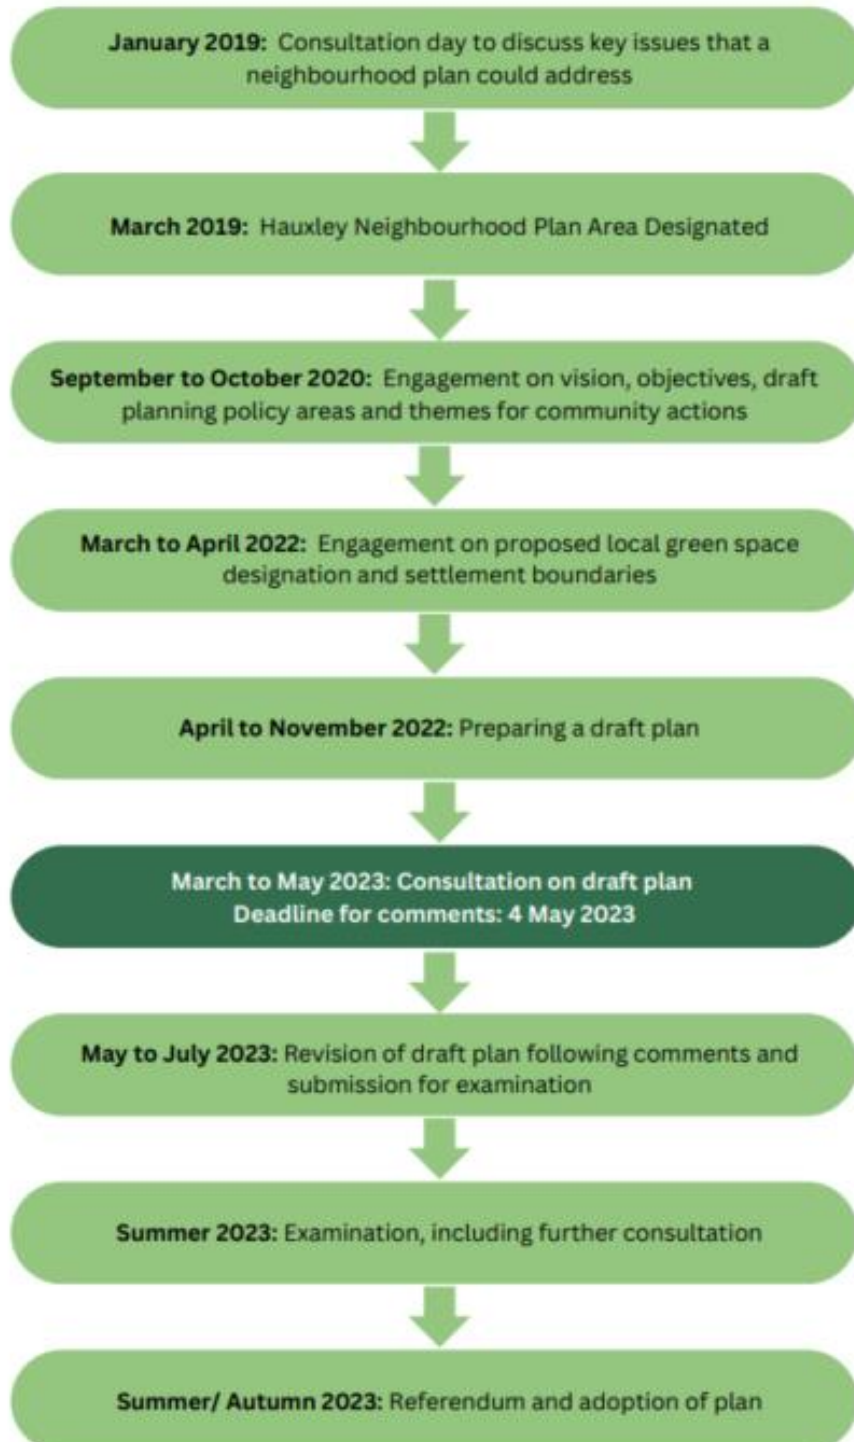 January 2019: Consultation day to discuss key issues that a
neighbourhood plan could address
March 2019: Hauxley Neighbourhood Plan Area Designated
September to October 2020: Engagement on vision, objectives, draft
planning policy areas and themes for community actions
March to April 2022: Engagement on proposed local green space
designation and settlement boundaries
April to November 2022: Preparing a draft plan
March to May 2023: Consultation on draft plan
Deadline for comments: 4 May 2023
May to July 2023: Revision of draft plan following comments and
submission for examination
Summer 2023: Examination, including further consultation
Summer/ Autumn 2023: Referendum and adoption of plan